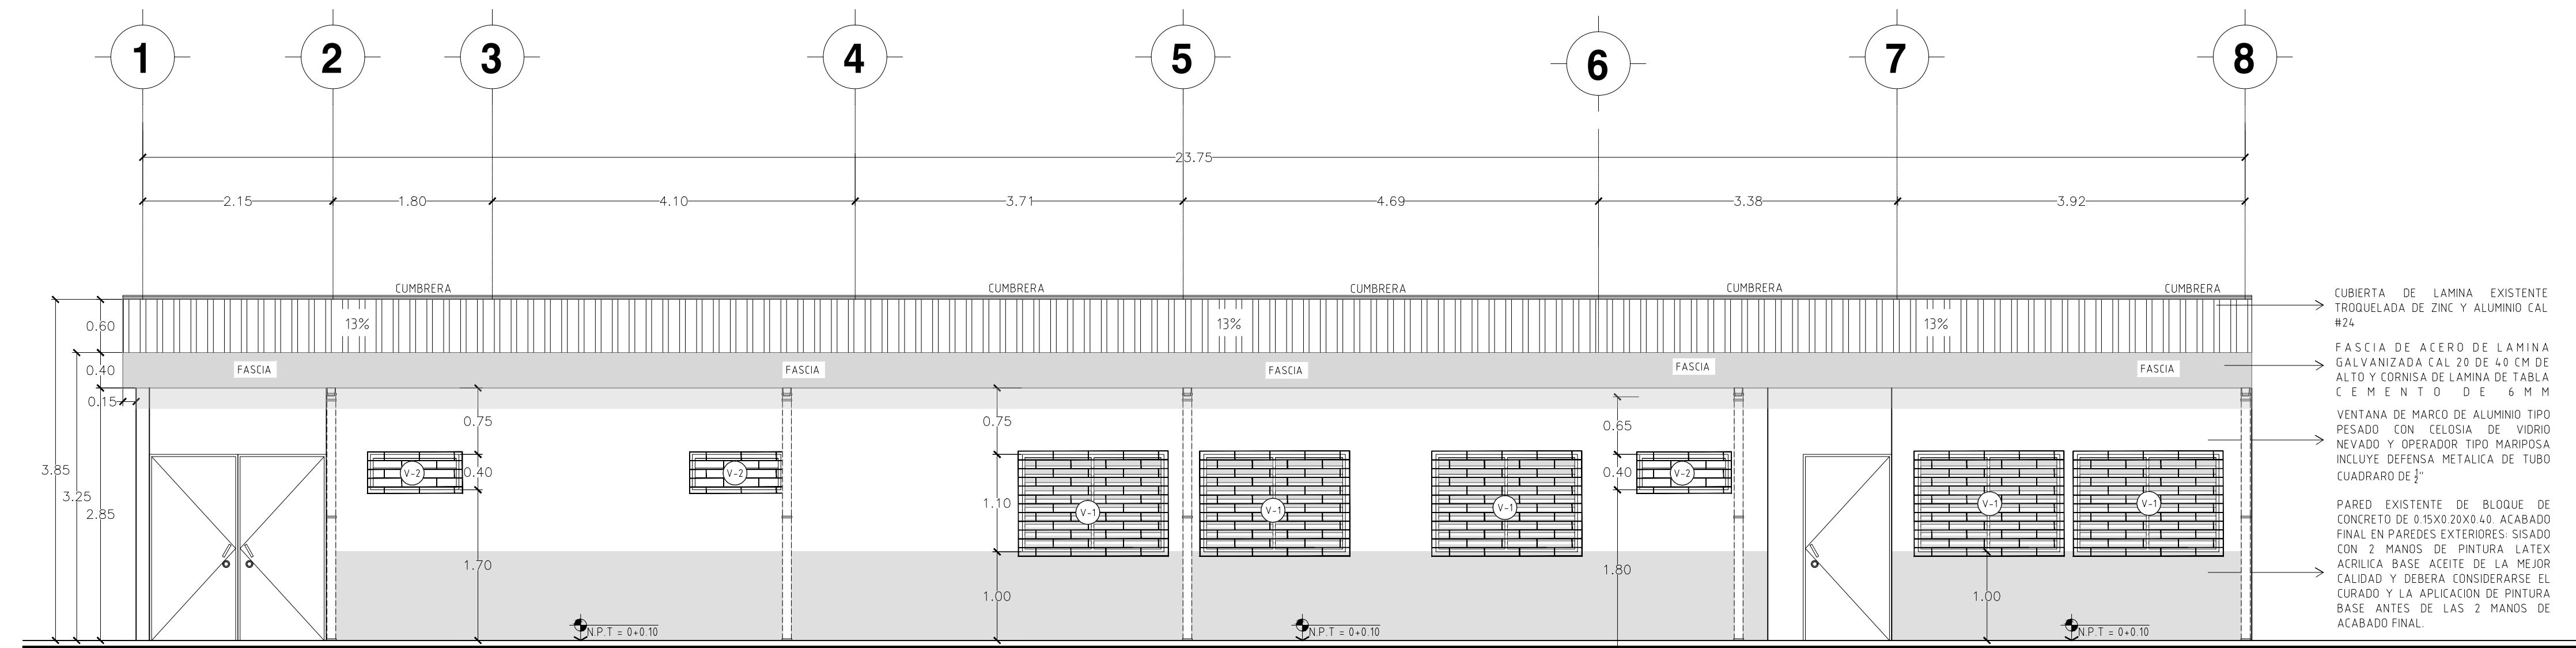 1 2 3 4 5 6 7 8
23.75
2.15 1.80 4.10 3.71 4.69 3.38 3.92
CUMBRERA CUMBRERA CUMBRERA CUMBRERA CUMBRERA
0.60 13% 13% 13%
0.40 FASCIA FASCIA FASCIA FASCIA FASCIA
0.15
0.75 0.75 0.65
3.85 V-2 0.40 V-2 0.40 V-2
3.25 1.10 V-1 V-1 V-1 V-1 V-1
2.85
1.70 1.80
1.00 1.00
N.P.T = 0+0.10 N.P.T = 0+0.10 N.P.T = 0+0.10
CUBIERTA DE LAMINA EXISTENTE
TROQUELADA DE ZINC Y ALUMINIO CAL
#24
FASCIA DE ACERO DE LAMINA
GALVANIZADA CAL 20 DE 40 CM DE
ALTO Y CORNISA DE LAMINA DE TABLA
CEMENTO DE 6MM
VENTANA DE MARCO DE ALUMINIO TIPO
PESADO CON CELOSIA DE VIDRIO
NEVADO Y OPERADOR TIPO MARIPOSA
INCLUYE DEFENSA METALICA DE TUBO
CUADRARO DE ½"
PARED EXISTENTE DE BLOQUE DE
CONCRETO DE 0.15X0.20X0.40. ACABADO
FINAL EN PAREDES EXTERIORES: SISADO
CON 2 MANOS DE PINTURA LATEX
ACRILICA BASE ACEITE DE LA MEJOR
CALIDAD Y DEBERA CONSIDERARSE EL
CURADO Y LA APLICACION DE PINTURA
BASE ANTES DE LAS 2 MANOS DE
ACABADO FINAL.